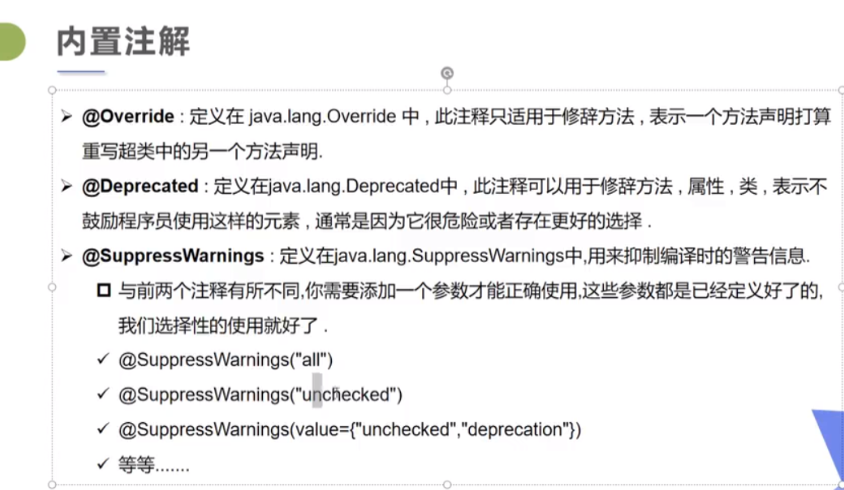 内置注解
@Override : 定义在 java.lang.Override 中 , 此注释只适用于修辞方法 , 表示一个方法声明打算
重写超类中的另一个方法声明.
@Deprecated : 定义在java.lang.Deprecated中 , 此注释可以用于修辞方法 , 属性 , 类 , 表示不
鼓励程序员使用这样的元素 , 通常是因为它很危险或者存在更好的选择 .
@SuppressWarnings : 定义在java.lang.SuppressWarnings中,用来抑制编译时的警告信息.
与前两个注释有所不同,你需要添加一个参数才能正确使用,这些参数都是已经定义好了的,
我们选择性的使用就好了 .
@SuppressWarnings("all")
@SuppressWarnings("unchecked")
@SuppressWarnings(value={"unchecked","deprecation"})
等等.......